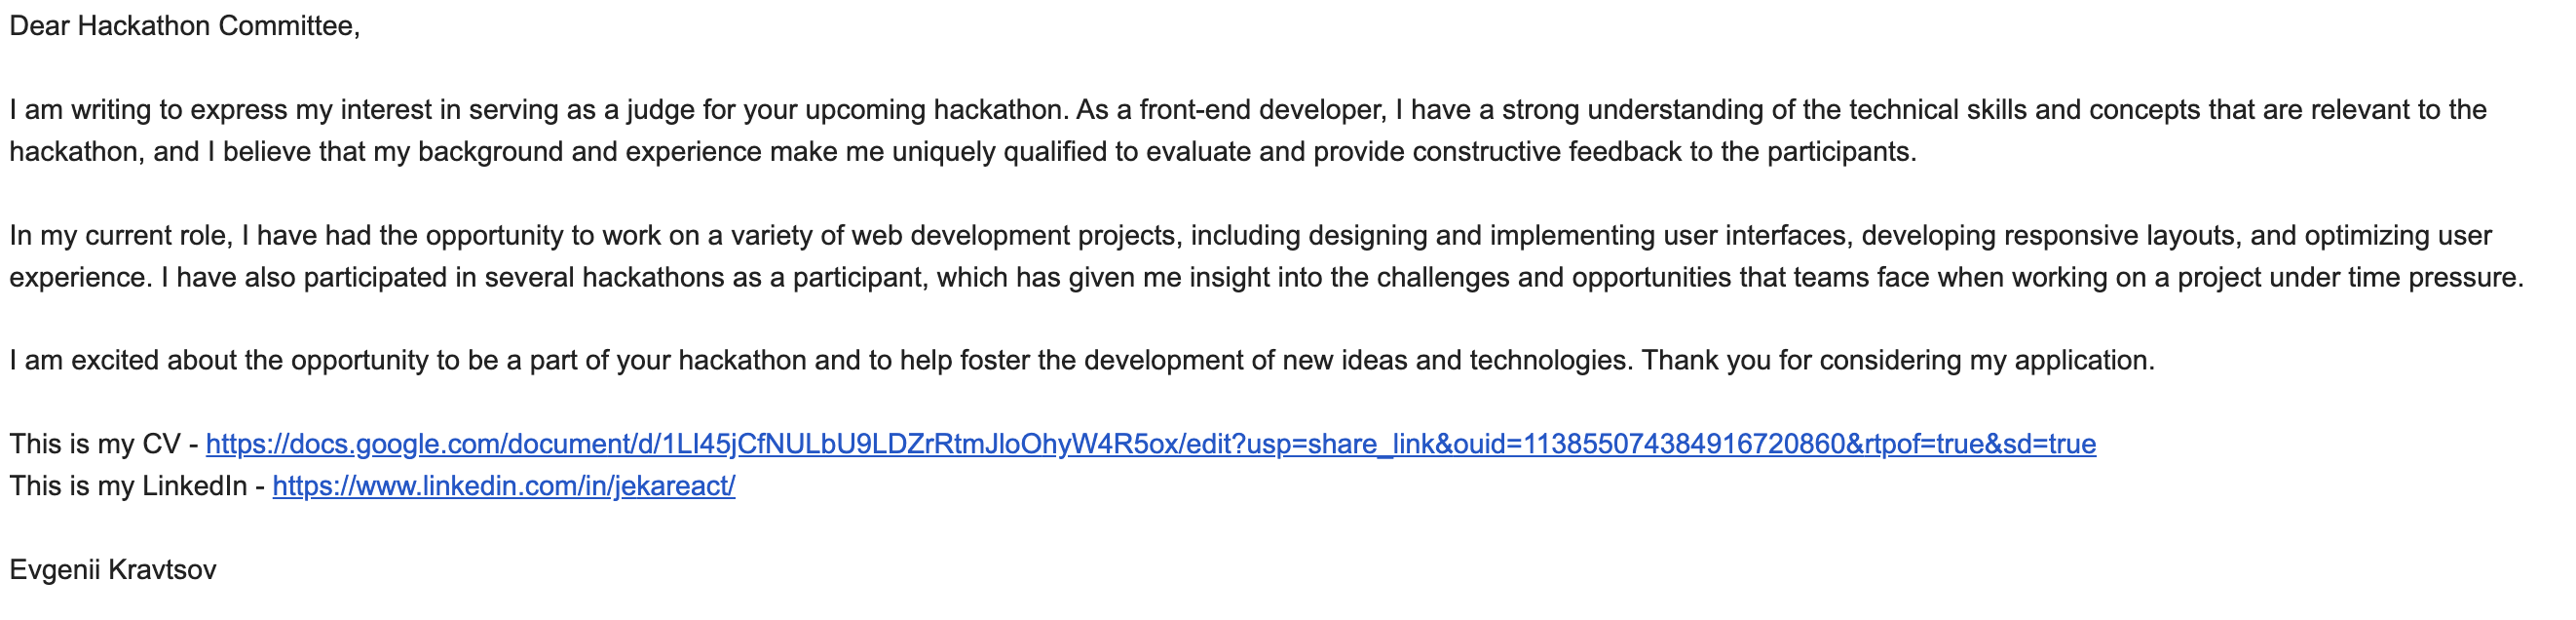 Dear Hackathon Committee,
I am writing to express my interest in serving as a judge for your upcoming hackathon. As a front-end developer, I have a strong understanding of the technical skills and concepts that are relevant to the
hackathon, and I believe that my background and experience make me uniquely qualified to evaluate and provide constructive feedback to the participants.
In my current role, I have had the opportunity to work on a variety of web development projects, including designing and implementing user interfaces, developing responsive layouts, and optimizing user
experience. I have also participated in several hackathons as a participant, which has given me insight into the challenges and opportunities that teams face when working on a project under time pressure.
I am excited about the opportunity to be a part of your hackathon and to help foster the development of new ideas and technologies. Thank you for considering my application.
This is my CV - https://docs.google.com/document/d/1LI45jCfNULbU9LDZrRtmJloOhyW4R5ox/edit?usp=share_link&ouid=113855074384916720860&rtpof=true&sd=true
This is my LinkedIn - https://www.linkedin.com/in/jekareact/
Evgenii Kravtsov